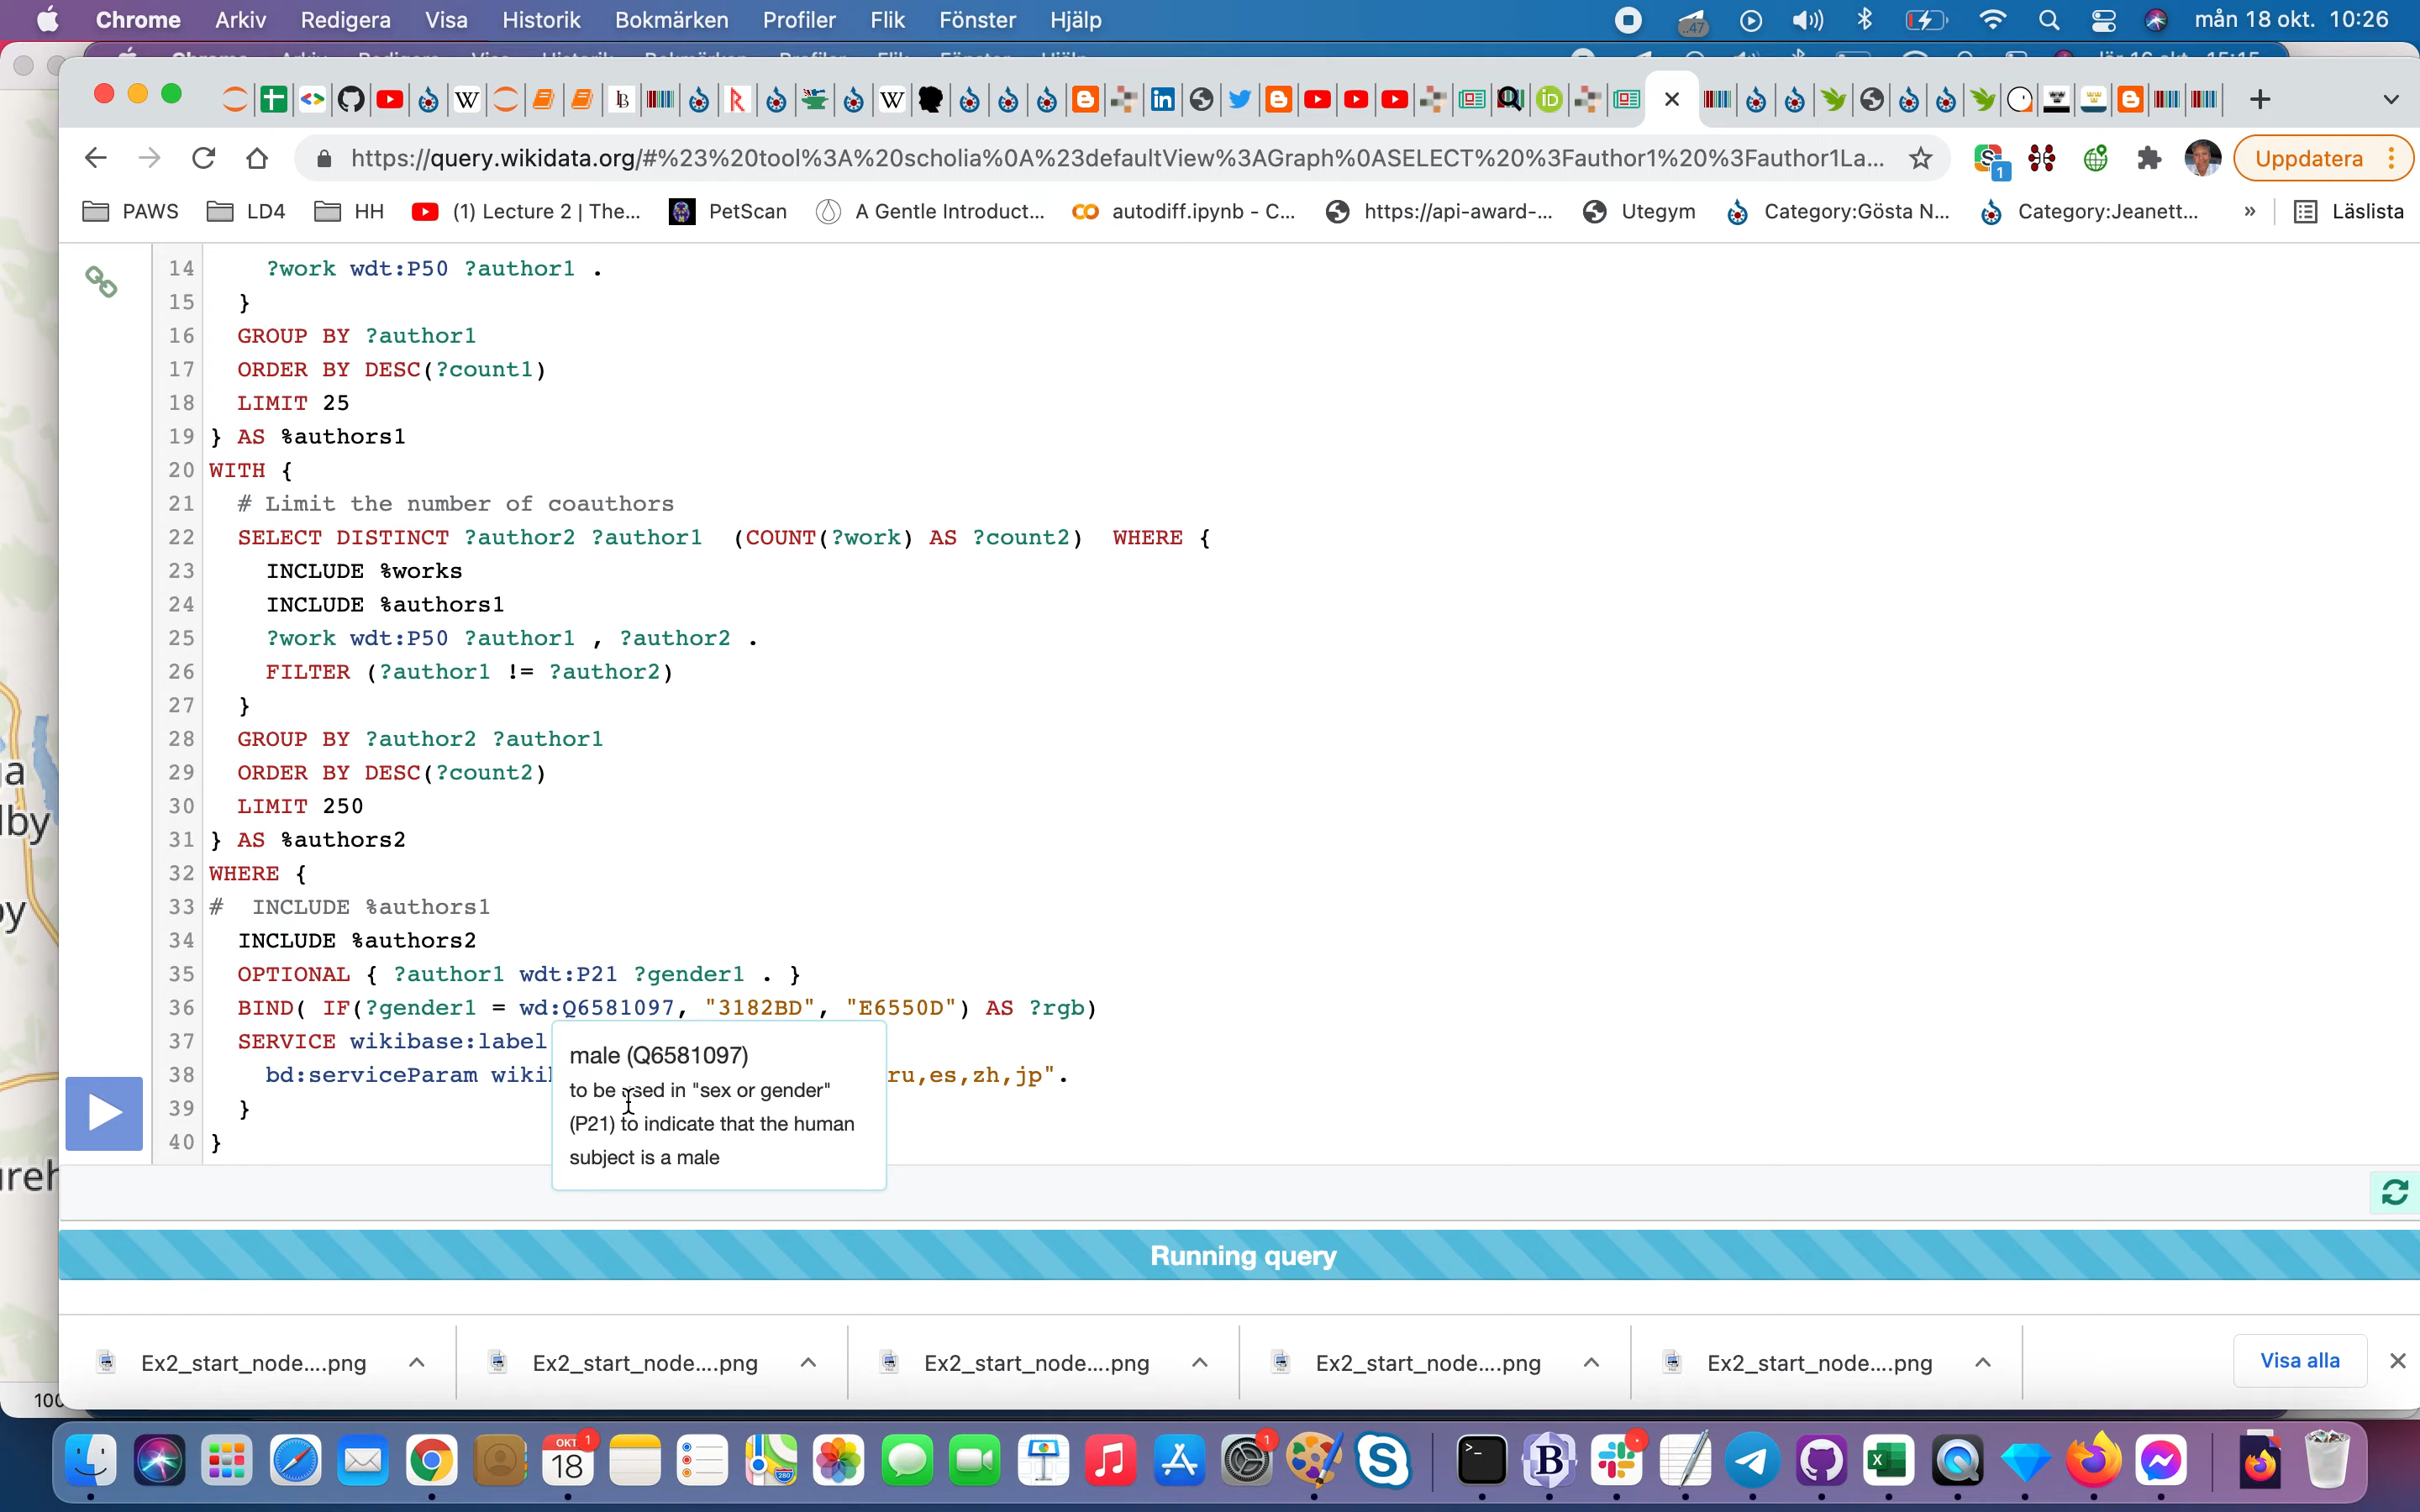 Chrome Arkiv Redigera Visa Historik Bokmärken Profiler Flik Fönster Hjälp
47
mån 18 okt. 10:26
https://query.wikidata.org/#%23%20tool%3A%20scholia%0A%23defaultView%3AGraph%0ASELECT%20%3Fauthor1%20%3Fauthor1La...
1
Uppdatera
PAWS LD4 HH (1) Lecture 2 | The... PetScan A Gentle Introduct... autodiff.ipynb - C... https://api-award-... Utegym Category:Gösta N... Category:Jeanett... » Läslista
14 ?work wdt:P50 ?author1 .
15 }
16 GROUP BY ?author1
17 ORDER BY DESC(?count1)
18 LIMIT 25
19 } AS %authors1
20 WITH {
21 # Limit the number of coauthors
22 SELECT DISTINCT ?author2 ?author1 (COUNT(?work) AS ?count2) WHERE {
23 INCLUDE %works
24 INCLUDE %authors1
25 ?work wdt:P50 ?author1 , ?author2 .
26 FILTER (?author1 != ?author2)
27 }
28 GROUP BY ?author2 ?author1
29 ORDER BY DESC(?count2)
30 LIMIT 250
31 } AS %authors2
32 WHERE {
33 # INCLUDE %authors1
34 INCLUDE %authors2
35 OPTIONAL { ?author1 wdt:P21 ?gender1 . }
36 BIND( IF(?gender1 = wd:Q6581097, "3182BD", "E6550D") AS ?rgb)
37 SERVICE wikibase:label
38 bd:serviceParam wiki ru,es,zh,jp".
39 }
40 }
male (Q6581097)
to be used in "sex or gender"
(P21) to indicate that the human
subject is a male
Running query
Ex2_start_node....png Ex2_start_node....png Ex2_start_node....png Ex2_start_node....png Ex2_start_node....png Visa alla
100
OKT 18
1
1
280